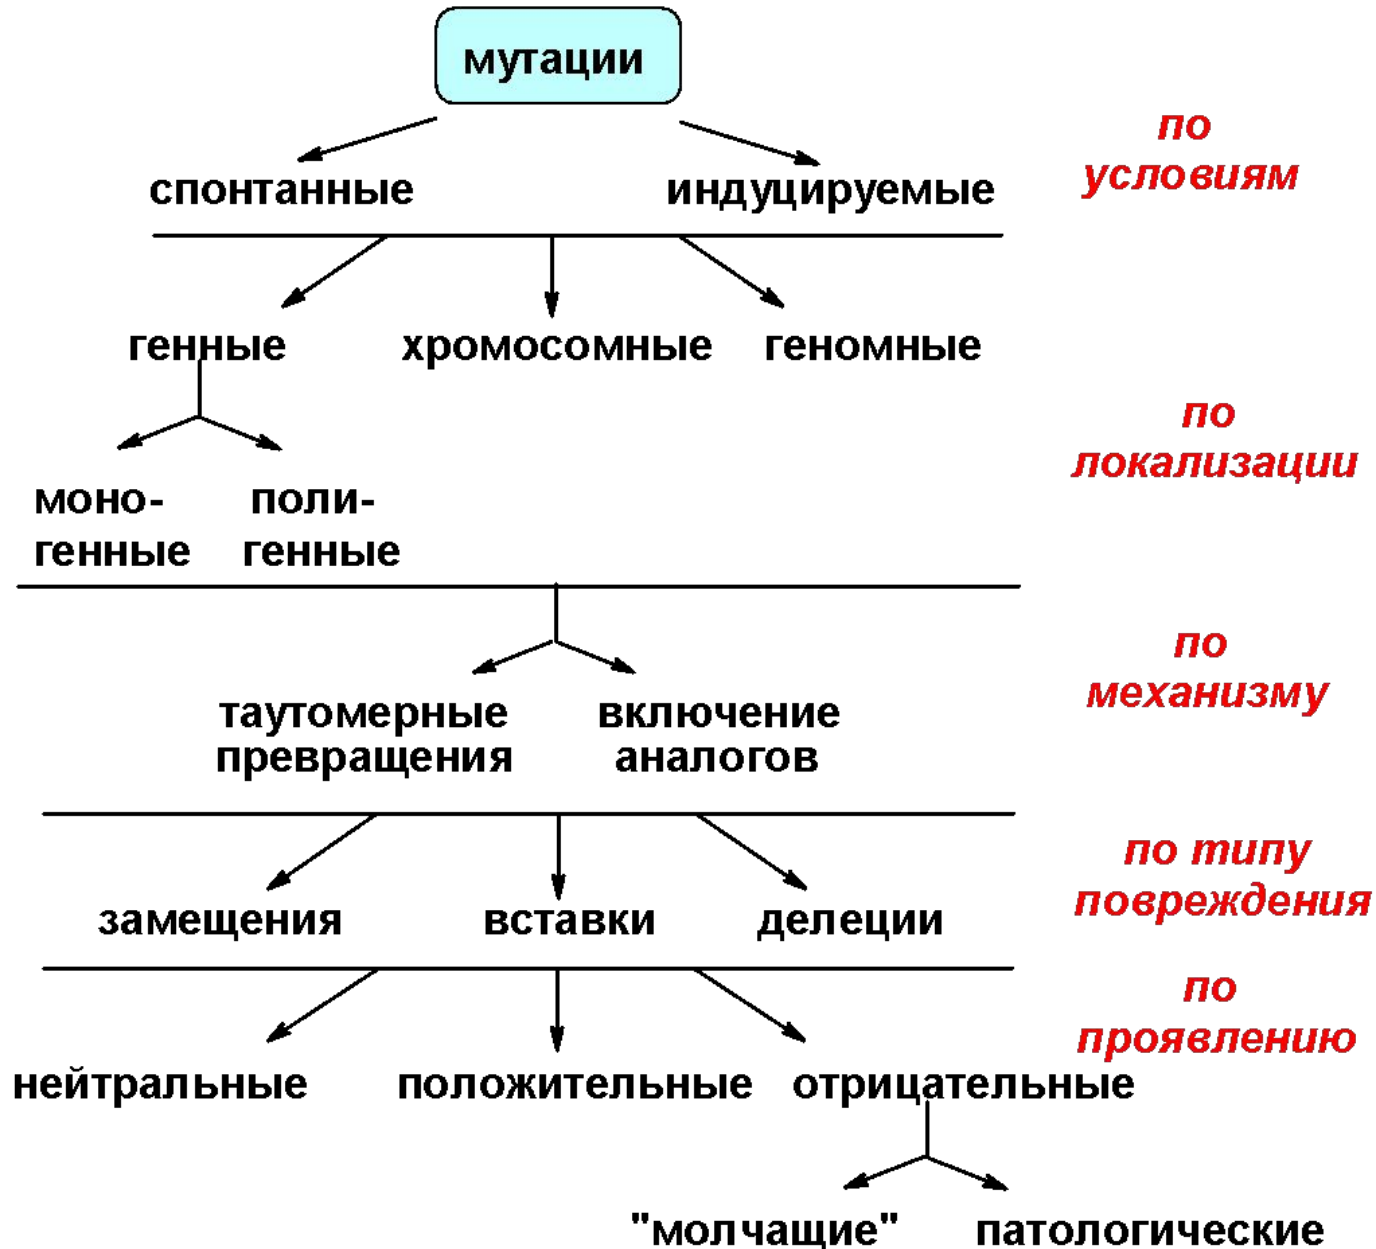 мутации
по
условиям
спонтанные индуцируемые
генные хромосомные геномные
по
локализации
моно- поли-
генные генные
по
механизму
таутомерные включение
превращения аналогов
по типу
повреждения
замещения вставки делеции
по
проявлению
нейтральные положительные отрицательные
"молчащие" патологические